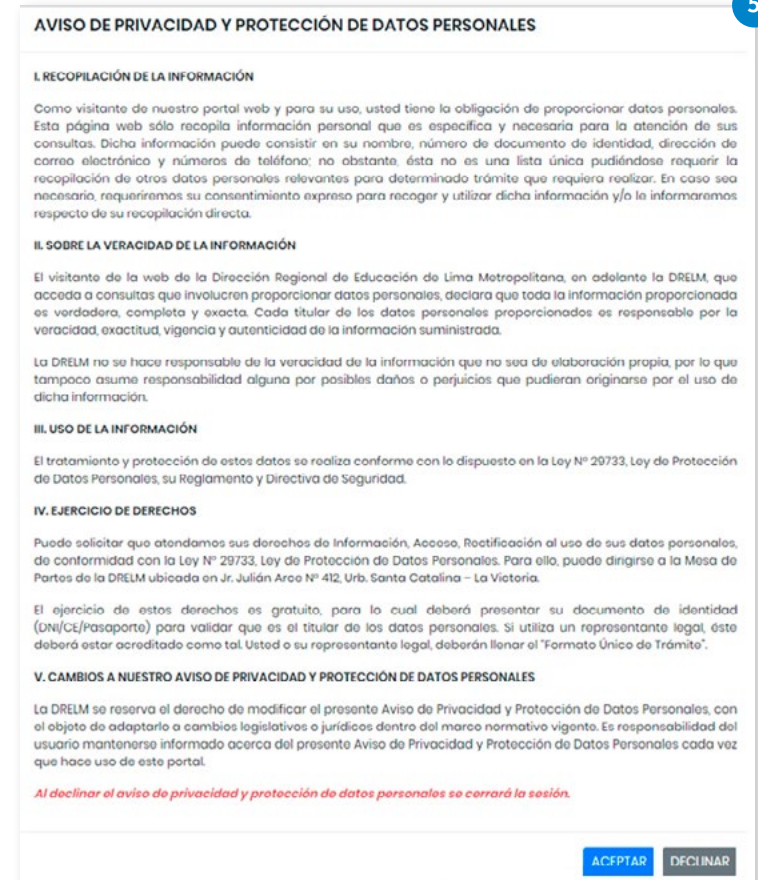 5
AVISO DE PRIVACIDAD Y PROTECCIÓN DE DATOS PERSONALES
I. RECOPILACIÓN DE LA INFORMACIÓN
Como visitante de nuestro portal web y para su uso, usted tiene la obligación de proporcionar datos personales.
Esta página web sólo recopila información personal que es específica y necesaria para la atención de sus
consultas. Dicha información puede consistir en su nombre, número de documento de identidad, dirección de
correo electrónico y números de teléfono; no obstante, ésta no es una lista única pudiéndose requerir la
recopilación de otros datos personales relevantes para determinado trámite que requiera realizar. En caso sea
necesario, requeriremos su consentimiento expreso para recoger y utilizar dicha información y/o le informaremos
respecto de su recopilación directa.
II. SOBRE LA VERACIDAD DE LA INFORMACIÓN
El visitante de la web de la Dirección Regional de Educación de Lima Metropolitana, en adelante la DRELM, que
acceda a consultas que involucren proporcionar datos personales, declara que toda la información proporcionada
es verdadera, completa y exacta. Cada titular de los datos personales proporcionados es responsable por la
veracidad, exactitud, vigencia y autenticidad de la información suministrada.
La DRELM no se hace responsable de la veracidad de la información que no sea de elaboración propia, por lo que
tampoco asume responsabilidad alguna por posibles daños o perjuicios que pudieran originarse por el uso de
dicha información.
III. USO DE LA INFORMACIÓN
El tratamiento y protección de estos datos se realiza conforme con lo dispuesto en la Ley Nº 29733, Ley de Protección
de Datos Personales, su Reglamento y Directiva de Seguridad.
IV. EJERCICIO DE DERECHOS
Puede solicitar que atendamos sus derechos de Información, Acceso, Rectificación al uso de sus datos personales,
de conformidad con la Ley Nº 29733, Ley de Protección de Datos Personales. Para ello, puede dirigirse a la Mesa de
Partes de la DRELM ubicada en Jr. Julián Arce Nº 412, Urb. Santa Catalina – La Victoria.
El ejercicio de estos derechos es gratuito, para lo cual deberá presentar su documento de identidad
(DNI/CE/Pasaporte) para validar que es el titular de los datos personales. Si utiliza un representante legal, éste
deberá estar acreditado como tal. Usted o su representante legal, deberán llenar el "Formato Único de Trámite".
V. CAMBIOS A NUESTRO AVISO DE PRIVACIDAD Y PROTECCIÓN DE DATOS PERSONALES
La DRELM se reserva el derecho de modificar el presente Aviso de Privacidad y Protección de Datos Personales, con
el objeto de adaptarlo a cambios legislativos o jurídicos dentro del marco normativo vigente. Es responsabilidad del
usuario mantenerse informado acerca del presente Aviso de Privacidad y Protección de Datos Personales cada vez
que hace uso de este portal.
Al declinar el aviso de privacidad y protección de datos personales se cerrará la sesión.
ACEPTAR DECLINAR